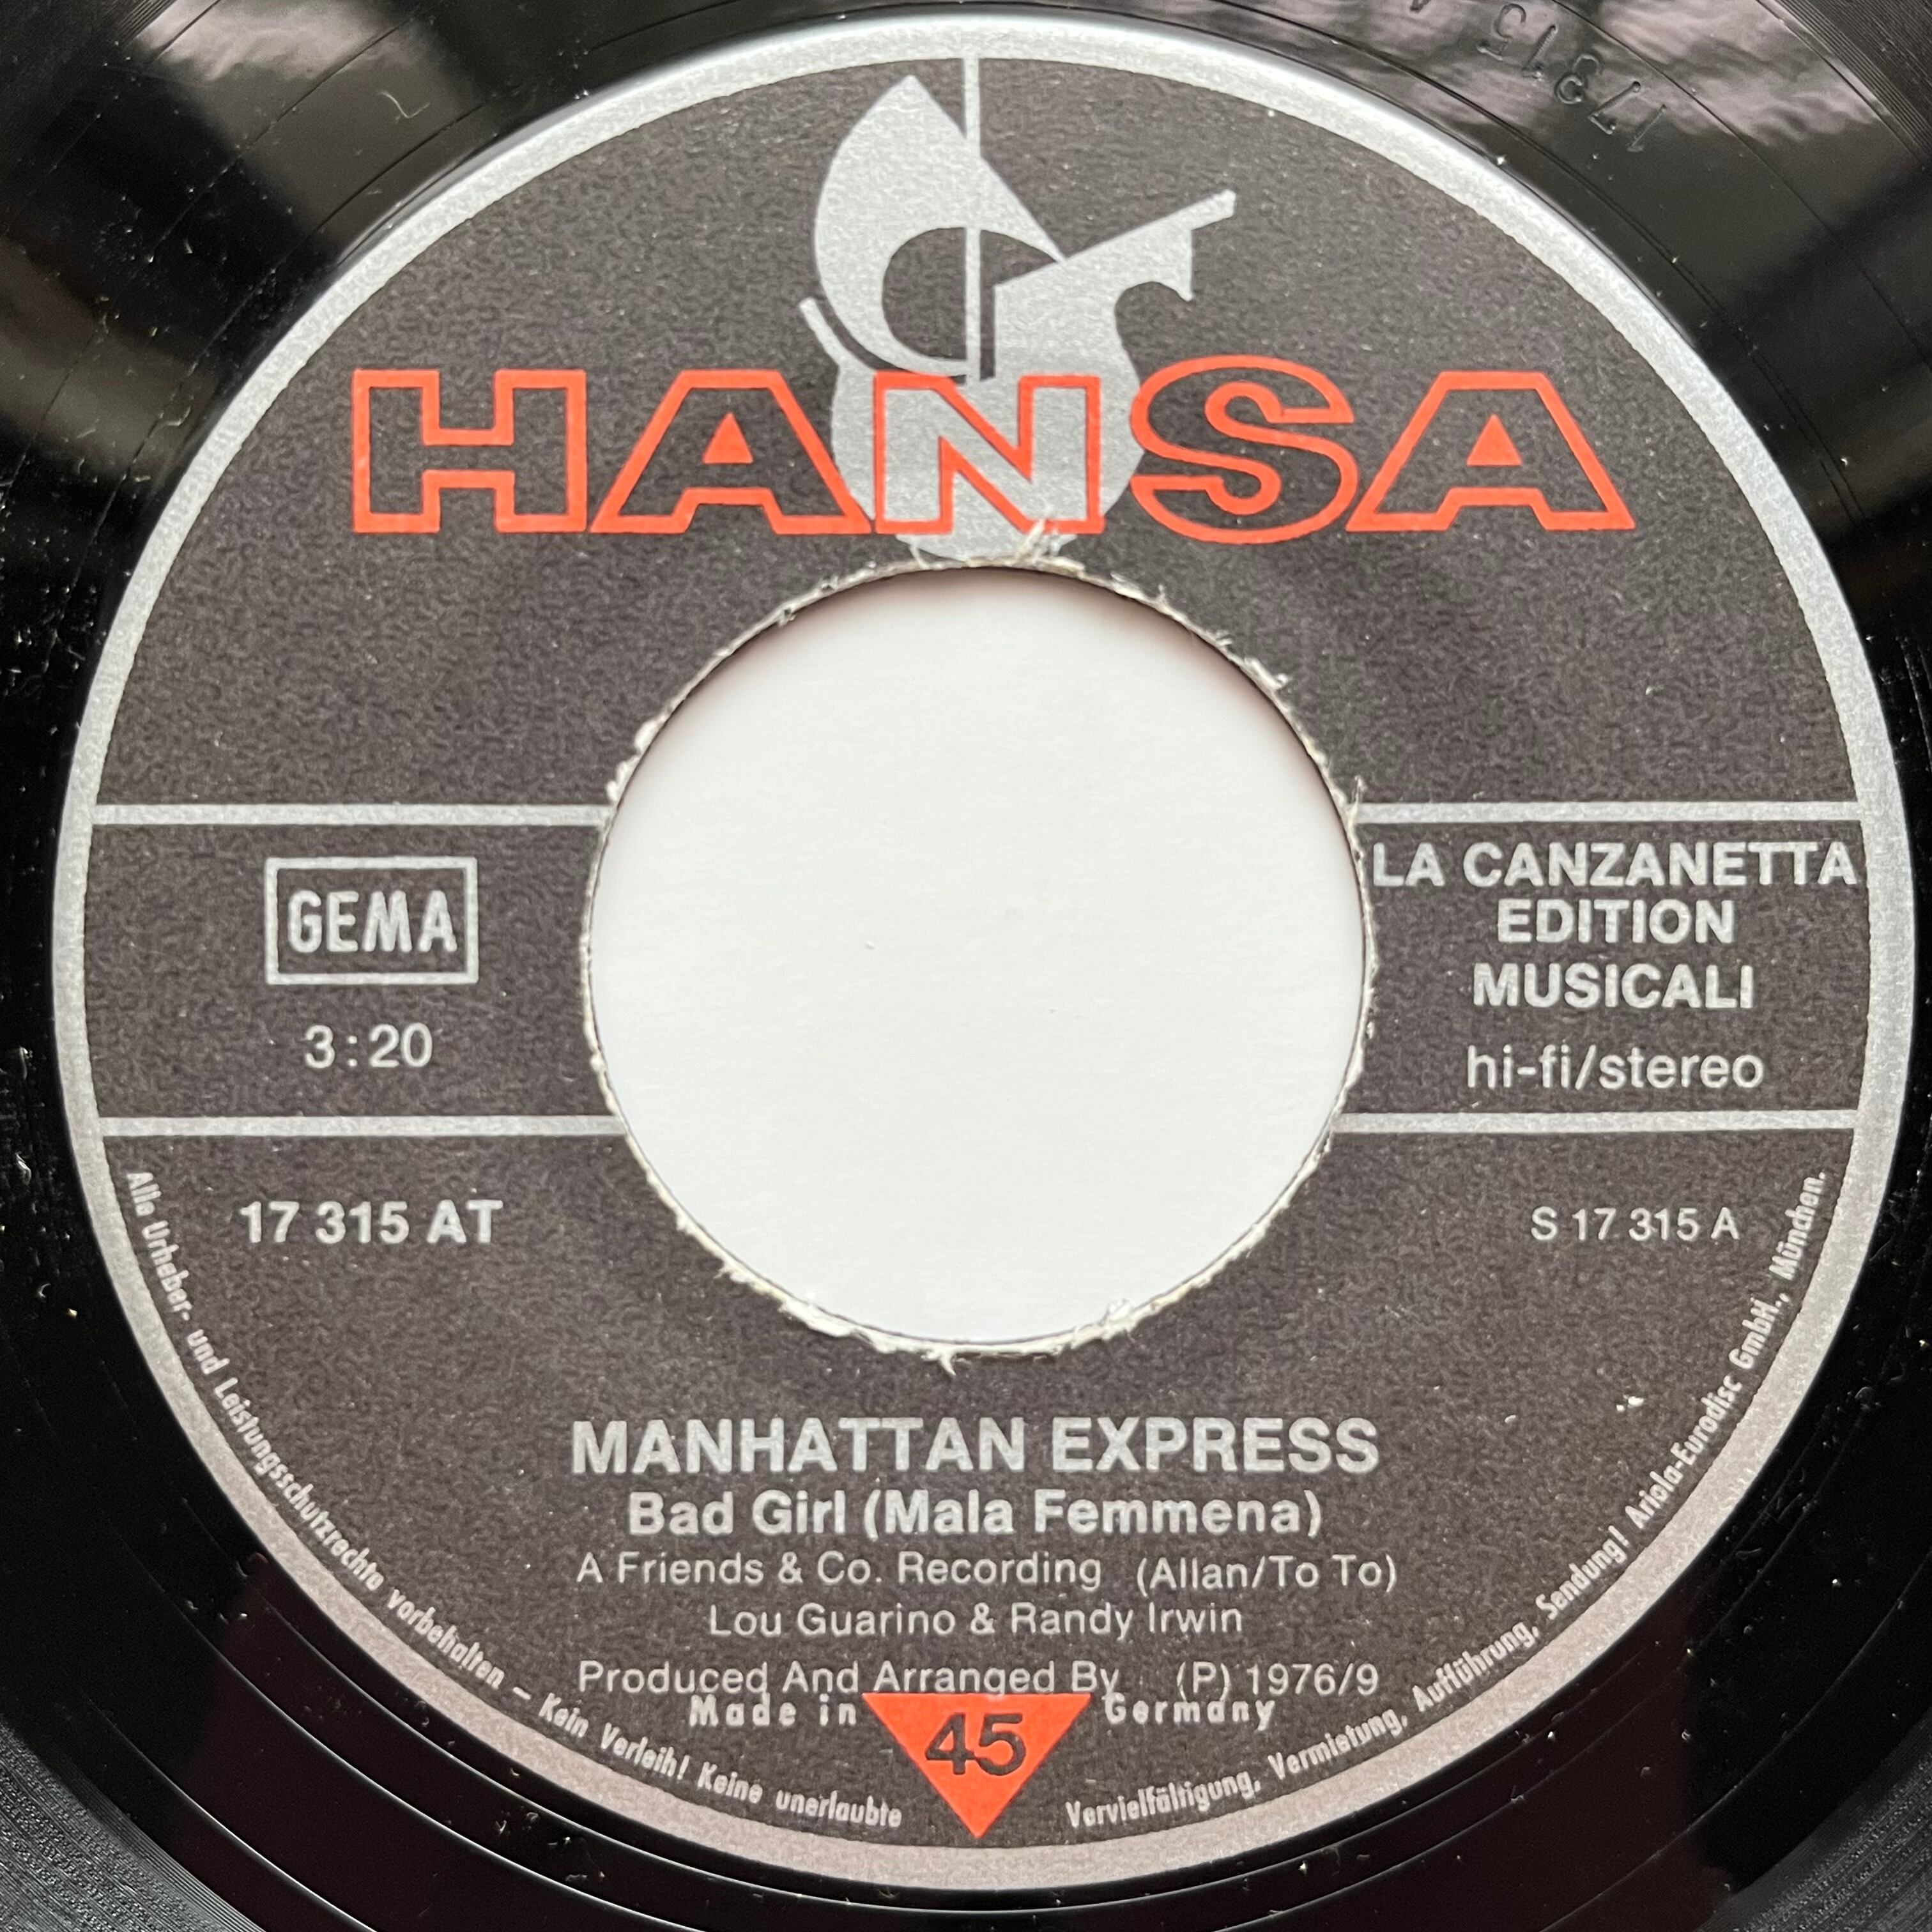 17315
HANSA
GEMA
3:20
LA CANZANETTA
EDITION
MUSICALI
hi-fi/stereo
17 315 AT
S 17 315 A
MANHATTAN EXPRESS
Bad Girl (Mala Femmena)
A Friends & Co. Recording (Allan/To To)
Lou Guarino & Randy Irwin
Produced And Arranged By (P) 1976/9
Made in 45 Germany
Alle Urheber- und Leistungsschutzrechte vorbehalten – Kein Verleih! Keine unerlaubte Vervielfältigung, Vermietung, Aufführung, Sendung! Ariola-Eurodisc GmbH., München.